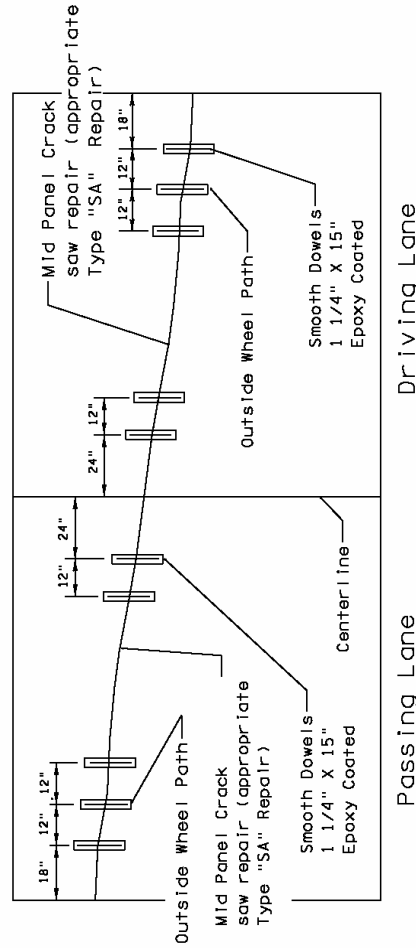 18"
12"
12"
Outside Wheel Path
Mid Panel Crack
saw repair (appropriate
Type "SA" Repair)
Smooth Dowels
1 1/4" X 15"
Epoxy Coated
12"
24"
Centerline
Passing Lane
24"
12"
Mid Panel Crack
saw repair (appropriate
Type "SA" Repair)
12"
12"
18"
Outside Wheel Path
Smooth Dowels
1 1/4" X 15"
Epoxy Coated
Driving Lane